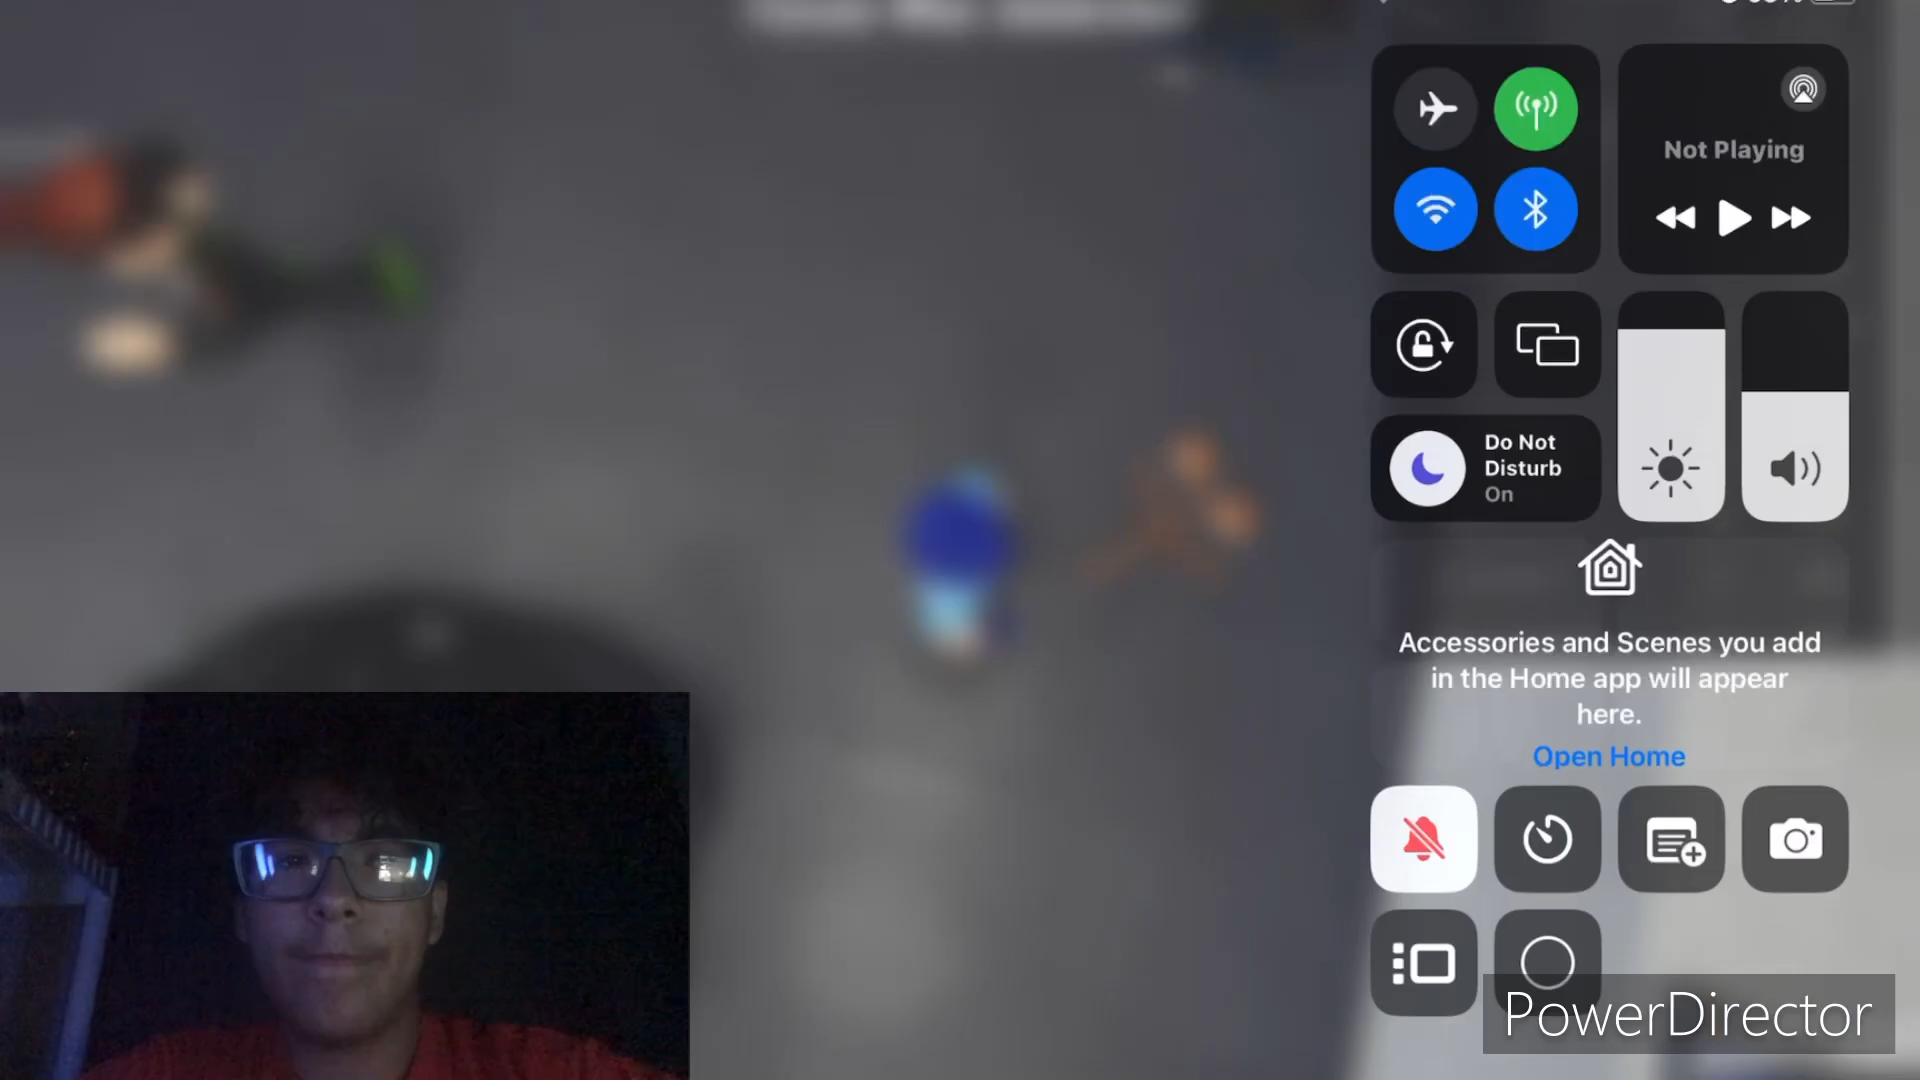 Not Playing
Do Not
Disturb
On
Accessories and Scenes you add
in the Home app will appear
here.
Open Home
PowerDirector